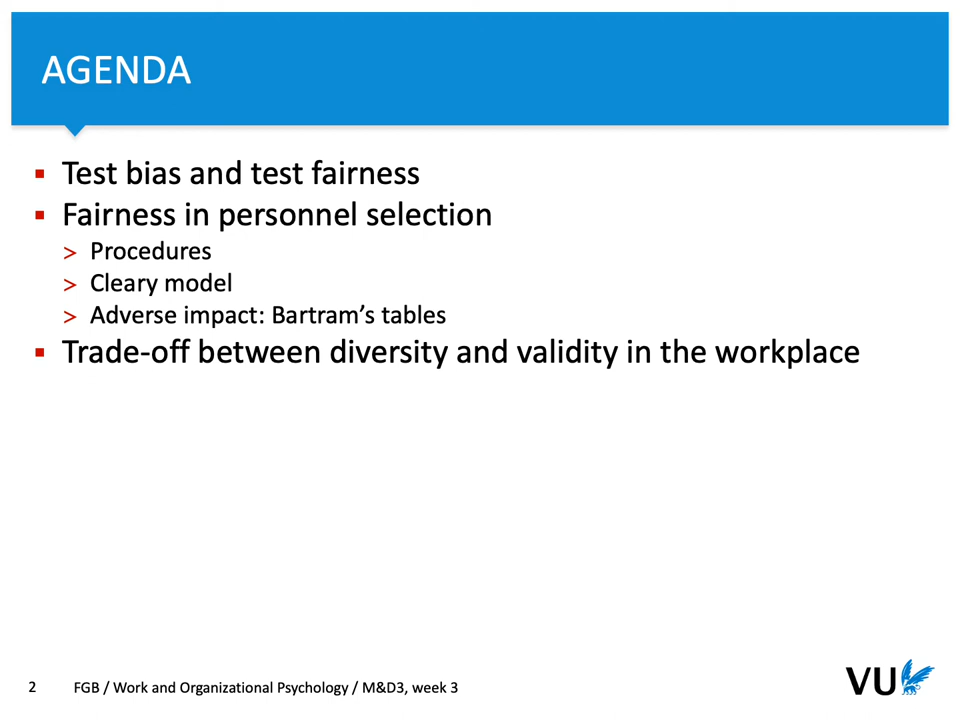 AGENDA
▪ Test bias and test fairness
▪ Fairness in personnel selection
> Procedures
> Cleary model
> Adverse impact: Bartram’s tables
▪ Trade-off between diversity and validity in the workplace
2 FGB / Work and Organizational Psychology / M&D3, week 3
VU